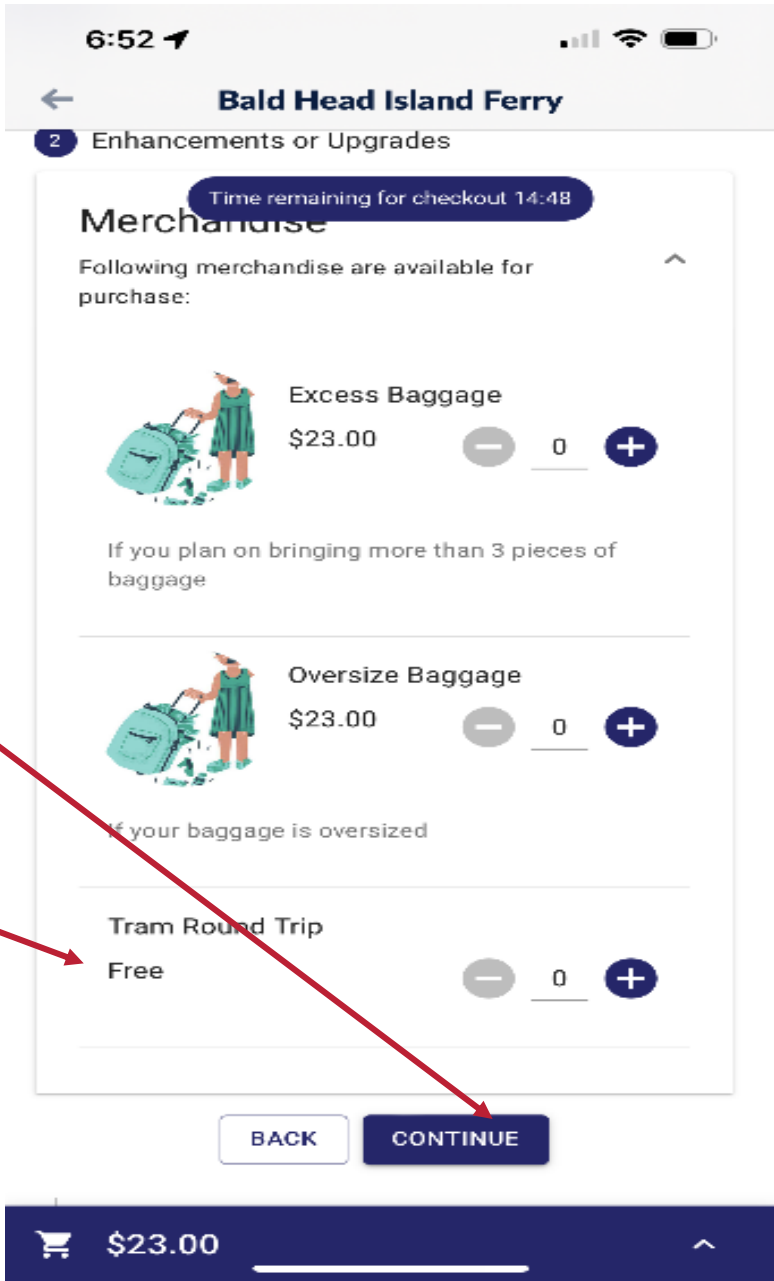 6:52
Bald Head Island Ferry
2 Enhancements or Upgrades
Time remaining for checkout 14:48
Merchandise
Following merchandise are available for
purchase:
Excess Baggage
$23.00 0
If you plan on bringing more than 3 pieces of
baggage
Oversize Baggage
$23.00 0
If your baggage is oversized
Tram Round Trip
Free 0
BACK CONTINUE
$23.00